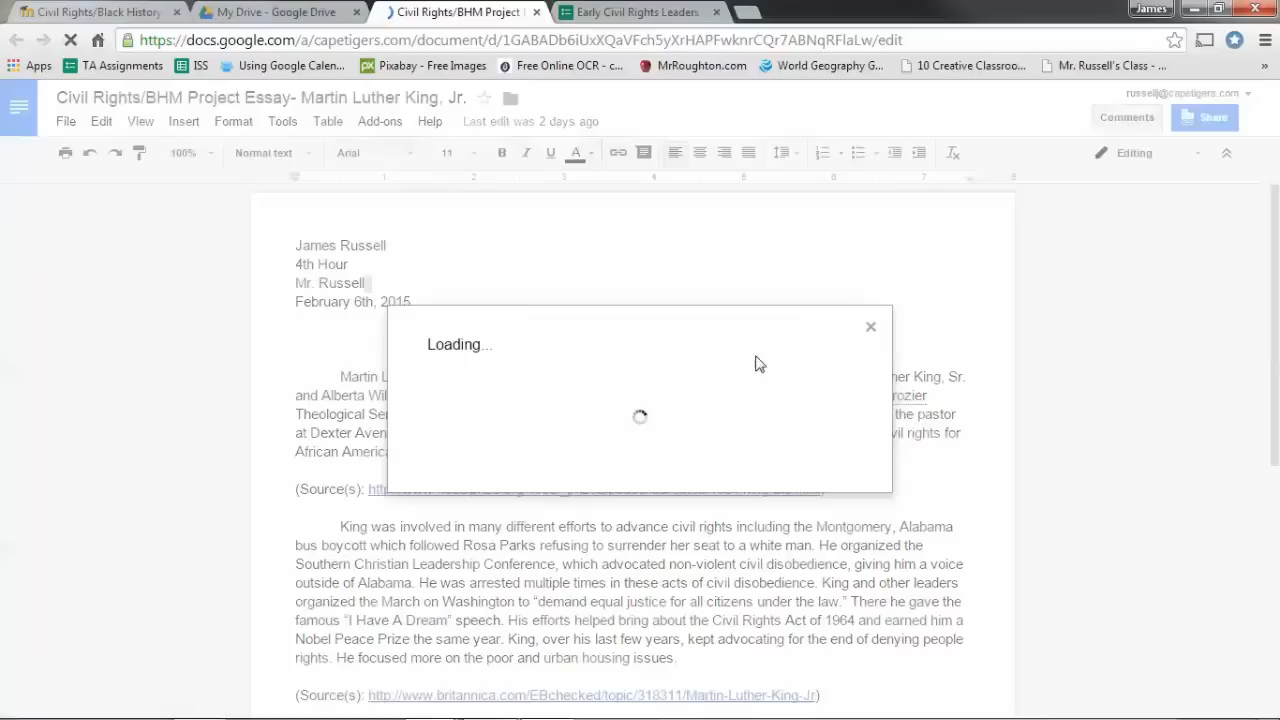 Civil Rights/Black History
My Drive - Google Drive
Civil Rights/BHM Project
Early Civil Rights Leaders
James
https://docs.google.com/a/capetigers.com/document/d/1GABADb6iUxXQaVFch5yXrHAPFwknrCQr7ABNqRFlaLw/edit
Apps
TA Assignments
ISS
Using Google Calen...
Pixabay - Free Images
Free Online OCR - c...
MrRoughton.com
World Geography G...
10 Creative Classroo...
Mr. Russell's Class - ...
»
Civil Rights/BHM Project Essay- Martin Luther King, Jr.
russell@capetigers.com
File Edit View Insert Format Tools Table Add-ons Help Last edit was 2 days ago
Comments
Share
100% Normal text Arial 11 B I U A Editing
1 2 3 4 5 6 7 8
James Russell
4th Hour
Mr. Russell
February 6th, 2015
Loading...
Martin L her King, Sr.
and Alberta Wil rozier
Theological Se the pastor
at Dexter Aven vil rights for
African Americ
(Source(s):
King was involved in many different efforts to advance civil rights including the Montgomery, Alabama
bus boycott which followed Rosa Parks refusing to surrender her seat to a white man. He organized the
Southern Christian Leadership Conference, which advocated non-violent civil disobedience, giving him a voice
outside of Alabama. He was arrested multiple times in these acts of civil disobedience. King and other leaders
organized the March on Washington to “demand equal justice for all citizens under the law.” There he gave the
famous “I Have A Dream” speech. His efforts helped bring about the Civil Rights Act of 1964 and earned him a
Nobel Peace Prize the same year. King, over his last few years, kept advocating for the end of denying people
rights. He focused more on the poor and urban housing issues.
(Source(s): http://www.britannica.com/EBchecked/topic/318311/Martin-Luther-King-Jr)